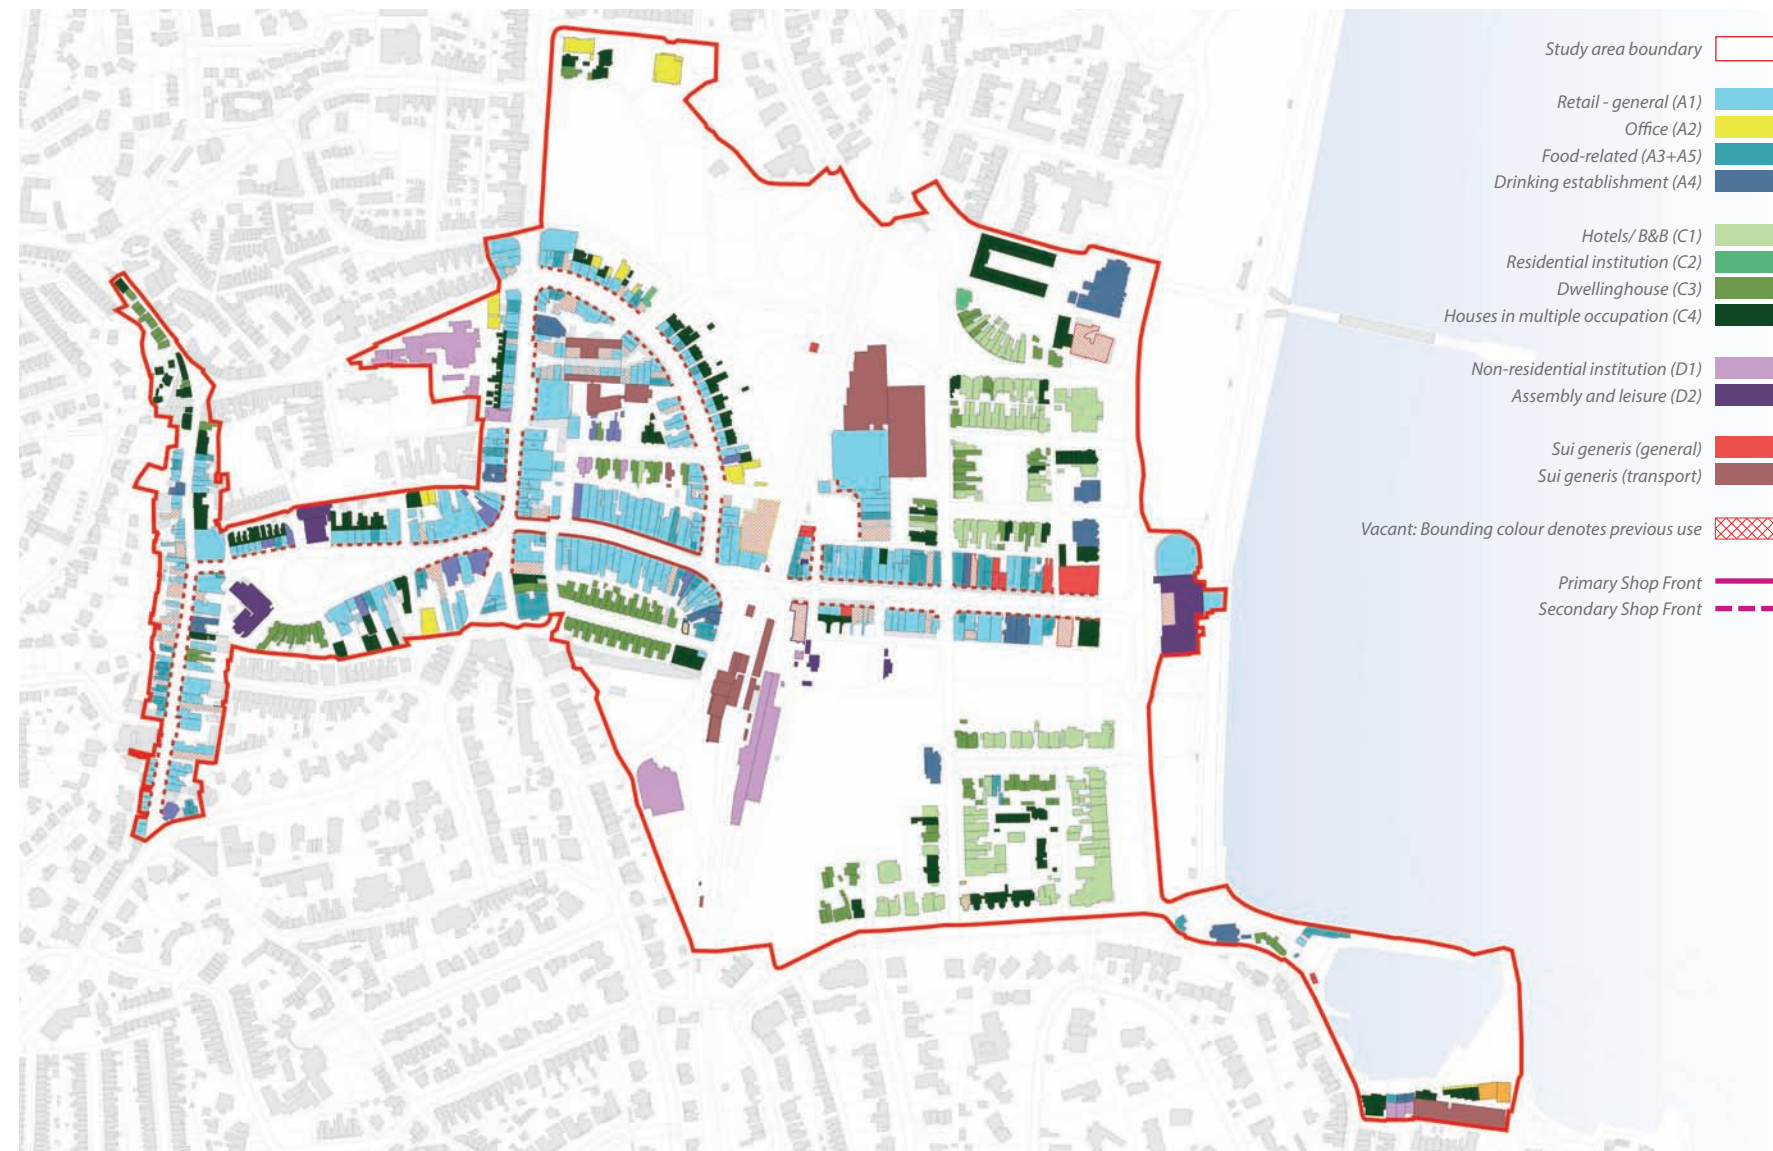 Study area boundary
Retail - general (A1)
Office (A2)
Food-related (A3+A5)
Drinking establishment (A4)
Hotels/ B&B (C1)
Residential institution (C2)
Dwellinghouse (C3)
Houses in multiple occupation (C4)
Non-residential institution (D1)
Assembly and leisure (D2)
Sui generis (general)
Sui generis (transport)
Vacant: Bounding colour denotes previous use
Primary Shop Front
Secondary Shop Front